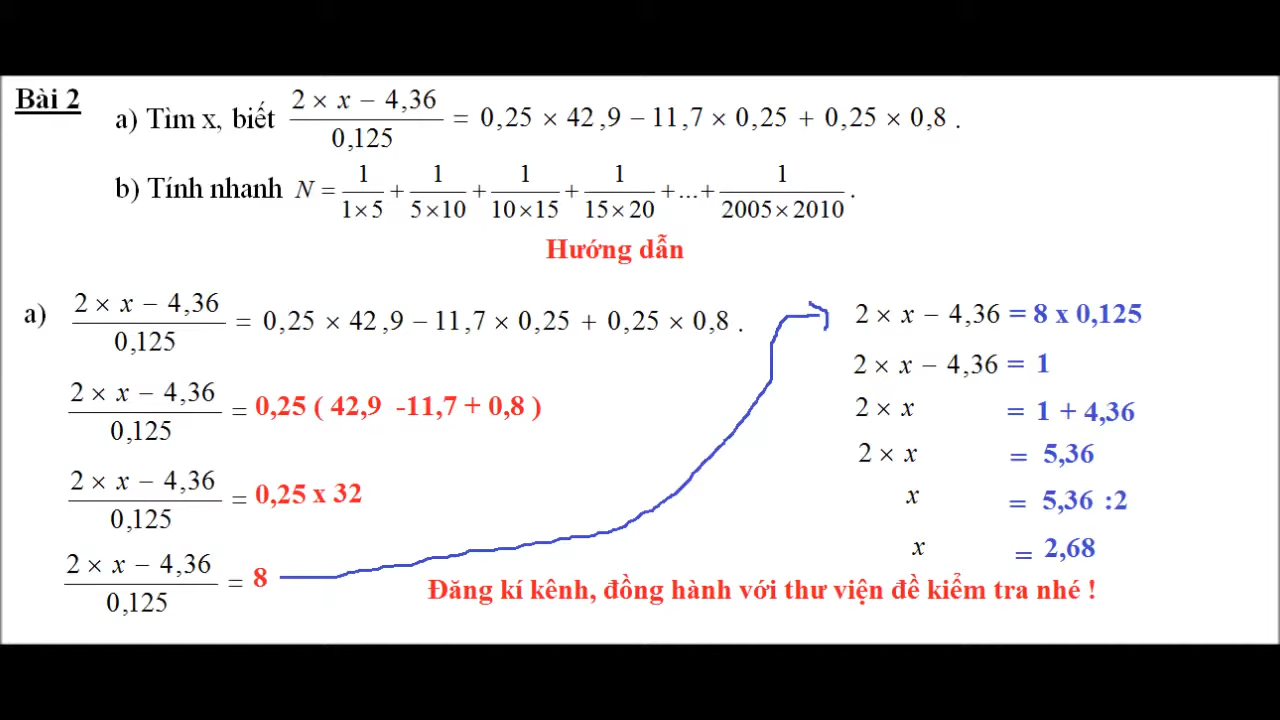 Bài 2
a) Tìm x, biết (2 × x − 4,36)/0,125 = 0,25 × 42,9 − 11,7 × 0,25 + 0,25 × 0,8 .
b) Tính nhanh N = 1/(1×5) + 1/(5×10) + 1/(10×15) + 1/(15×20) + ... + 1/(2005×2010) .
Hướng dẫn
a) (2 × x − 4,36)/0,125 = 0,25 × 42,9 − 11,7 × 0,25 + 0,25 × 0,8 .
(2 × x − 4,36)/0,125 = 0,25 ( 42,9 -11,7 + 0,8 )
(2 × x − 4,36)/0,125 = 0,25 x 32
(2 × x − 4,36)/0,125 = 8
2 × x − 4,36 = 8 x 0,125
2 × x − 4,36 = 1
2 × x = 1 + 4,36
2 × x = 5,36
x = 5,36 :2
x = 2,68
Đăng kí kênh, đồng hành với thư viện đề kiểm tra nhé !